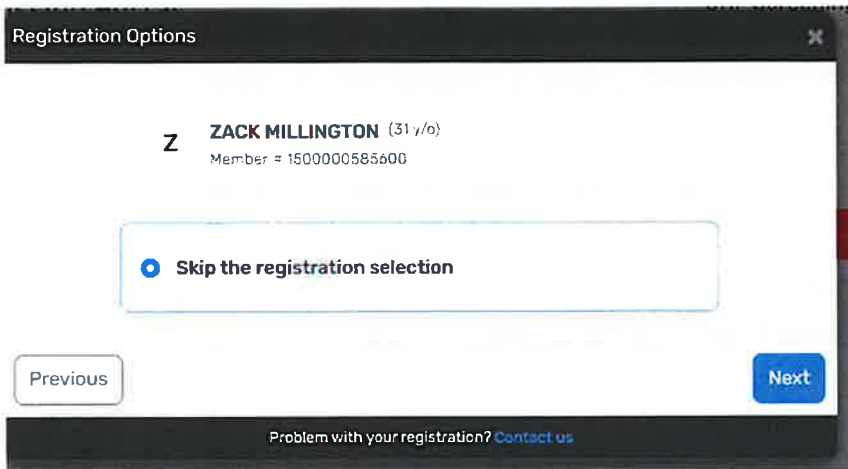 Registration Options
Z
ZACK MILLINGTON (31 y/o)
Member # 1500000585600
Skip the registration selection
Previous
Next
Problem with your registration? Contact us